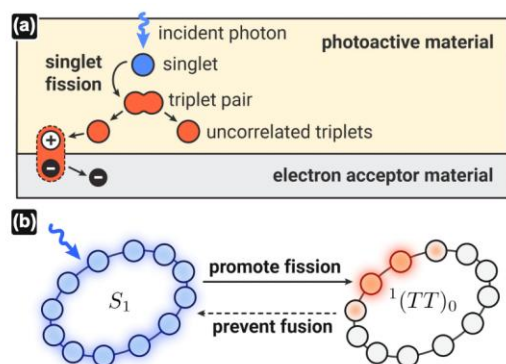 (a)
incident photon
photoactive material
singlet
singlet
fission
triplet pair
uncorrelated triplets
+
−
−
electron acceptor material
(b)
promote fission
S₁
¹(TT)₀
prevent fusion